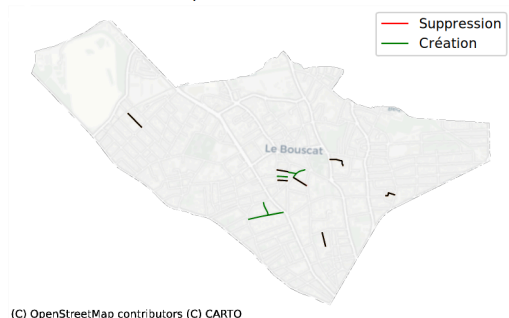 Suppression
Création
Le Bouscat
(C) OpenStreetMap contributors (C) CARTO